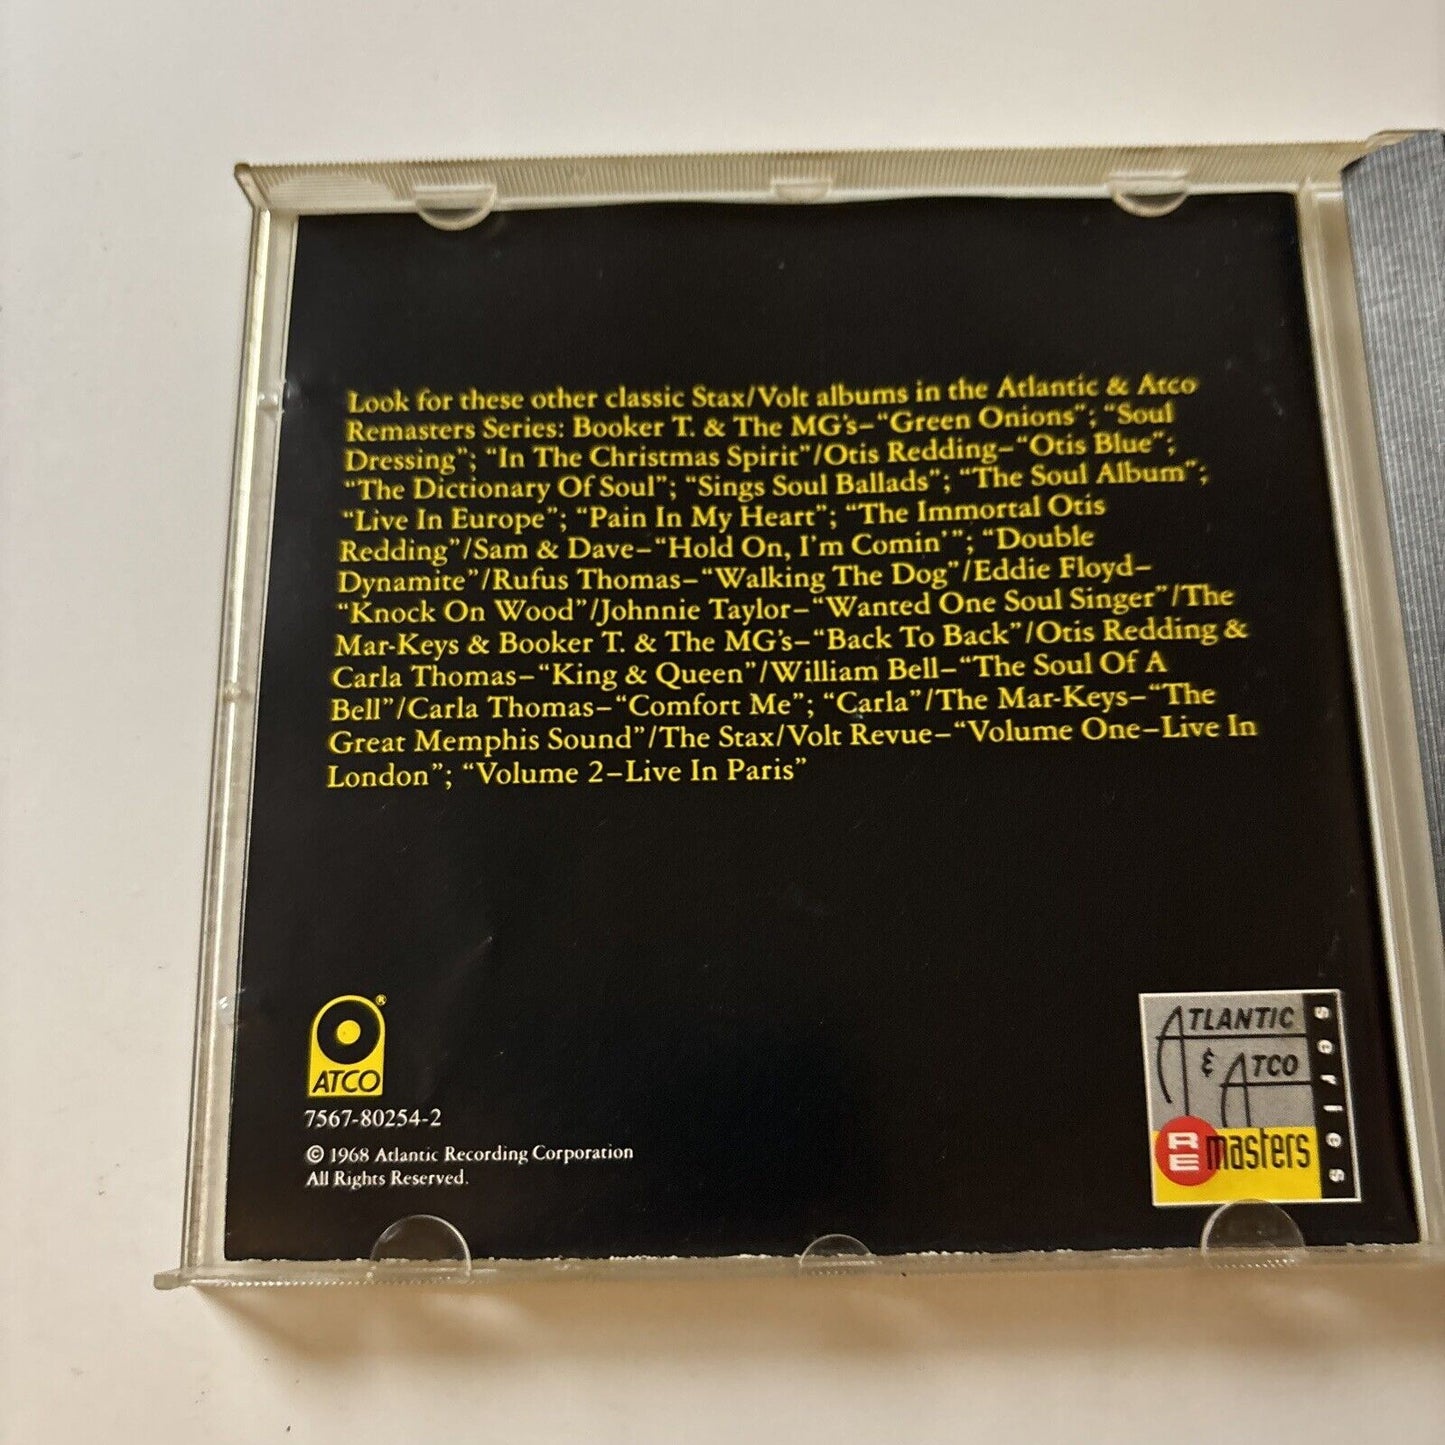 Look for these other classic Stax/Volt albums in the Atlantic & Atco
Remasters Series: Booker T. & The MG's–“Green Onions”; “Soul
Dressing”; “In The Christmas Spirit”/Otis Redding–“Otis Blue”;
“The Dictionary Of Soul”; “Sings Soul Ballads”; “The Soul Album”;
“Live In Europe”; “Pain In My Heart”; “The Immortal Otis
Redding”/Sam & Dave–“Hold On, I'm Comin'”; “Double
Dynamite”/Rufus Thomas–“Walking The Dog”/Eddie Floyd–
“Knock On Wood”/Johnnie Taylor–“Wanted One Soul Singer”/The
Mar-Keys & Booker T. & The MG's–“Back To Back”/Otis Redding &
Carla Thomas–“King & Queen”/William Bell–“The Soul Of A
Bell”/Carla Thomas–“Comfort Me”; “Carla”/The Mar-Keys–“The
Great Memphis Sound”/The Stax/Volt Revue–“Volume One–Live In
London”; “Volume 2–Live In Paris”
®
ATCO
7567-80254-2
© 1968 Atlantic Recording Corporation
All Rights Reserved.
ATLANTIC
& ATCO
REmasters
series